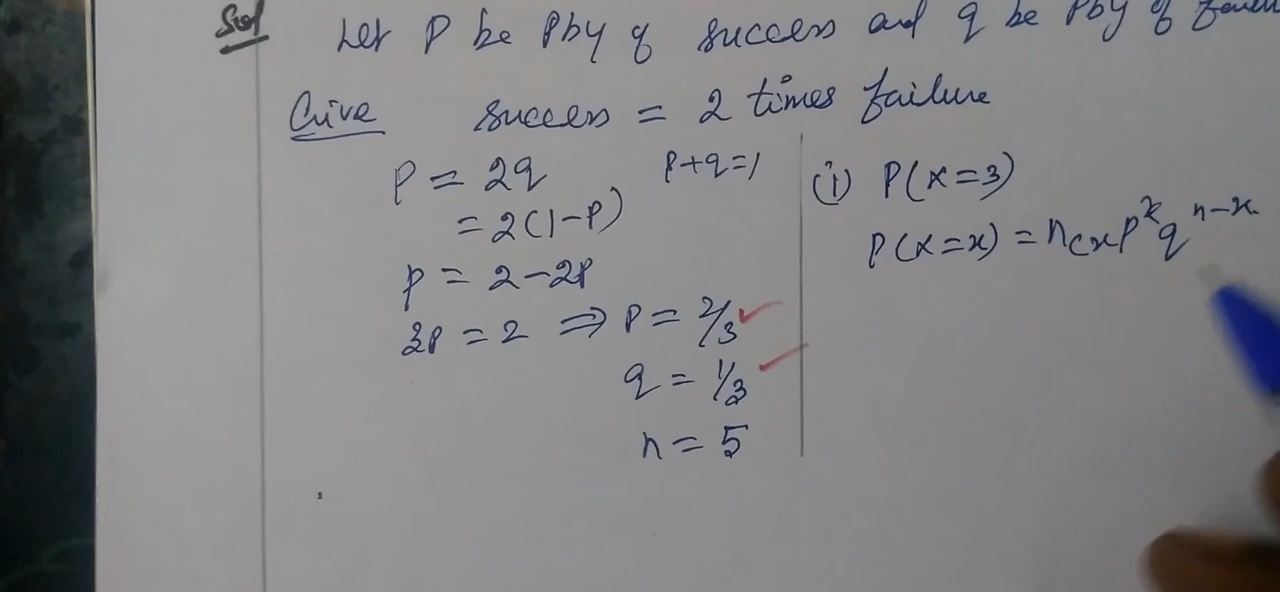 Sol Let P be Pby of success and q be Pby of
Give success = 2 times failure
P = 2q P+q=1
= 2(1-P)
P = 2-2P
3P = 2 ⇒ P = 2/3
q = 1/3
n = 5
(i) P(X=3)
P(X=x) = ncx p^x q^n-x